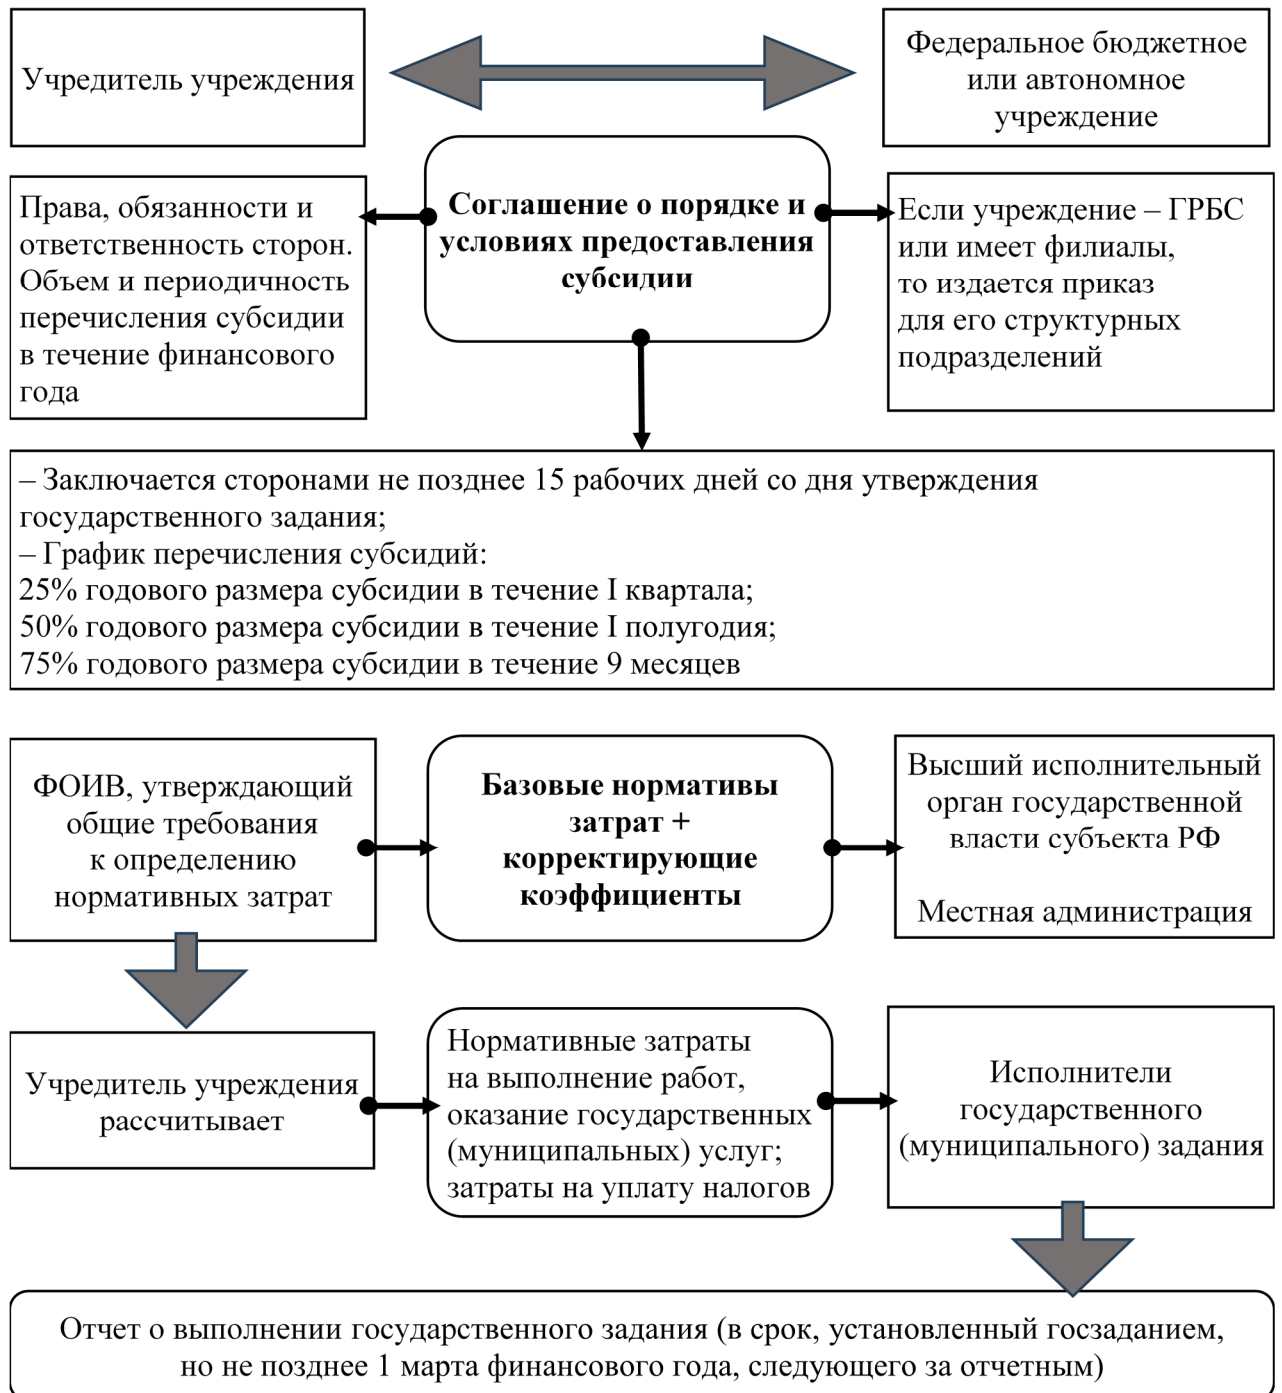 Учредитель учреждения
Федеральное бюджетное
или автономное
учреждение
Права, обязанности и
ответственность сторон.
Объем и периодичность
перечисления субсидии
в течение финансового
года
Соглашение о порядке и
условиях предоставления
субсидии
Если учреждение – ГРБС
или имеет филиалы,
то издается приказ
для его структурных
подразделений
– Заключается сторонами не позднее 15 рабочих дней со дня утверждения
государственного задания;
– График перечисления субсидий:
25% годового размера субсидии в течение I квартала;
50% годового размера субсидии в течение I полугодия;
75% годового размера субсидии в течение 9 месяцев
ФОИВ, утверждающий
общие требования
к определению
нормативных затрат
Базовые нормативы
затрат +
корректирующие
коэффициенты
Высший исполнительный
орган государственной
власти субъекта РФ
Местная администрация
Учредитель учреждения
рассчитывает
Нормативные затраты
на выполнение работ,
оказание государственных
(муниципальных) услуг;
затраты на уплату налогов
Исполнители
государственного
(муниципального) задания
Отчет о выполнении государственного задания (в срок, установленный госзаданием,
но не позднее 1 марта финансового года, следующего за отчетным)